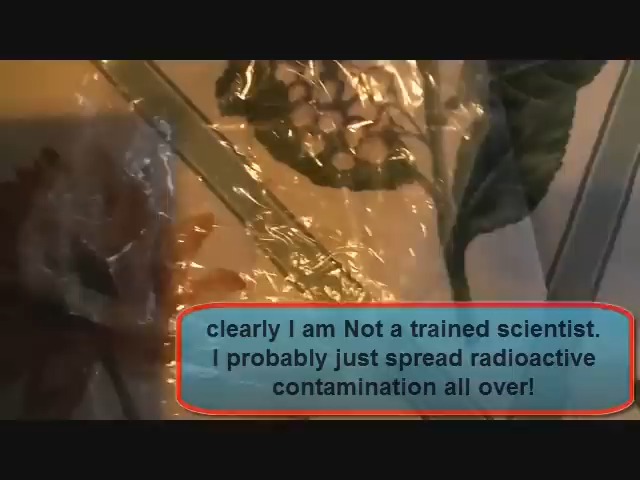 clearly I am Not a trained scientist.
I probably just spread radioactive
contamination all over!